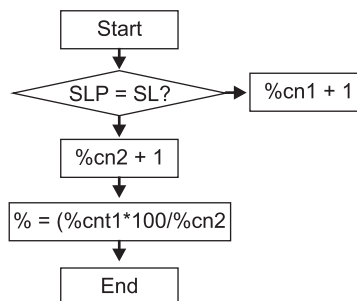 Start
SLP = SL?
%cn1 + 1
%cn2 + 1
% = (%cnt1*100/%cn2
End